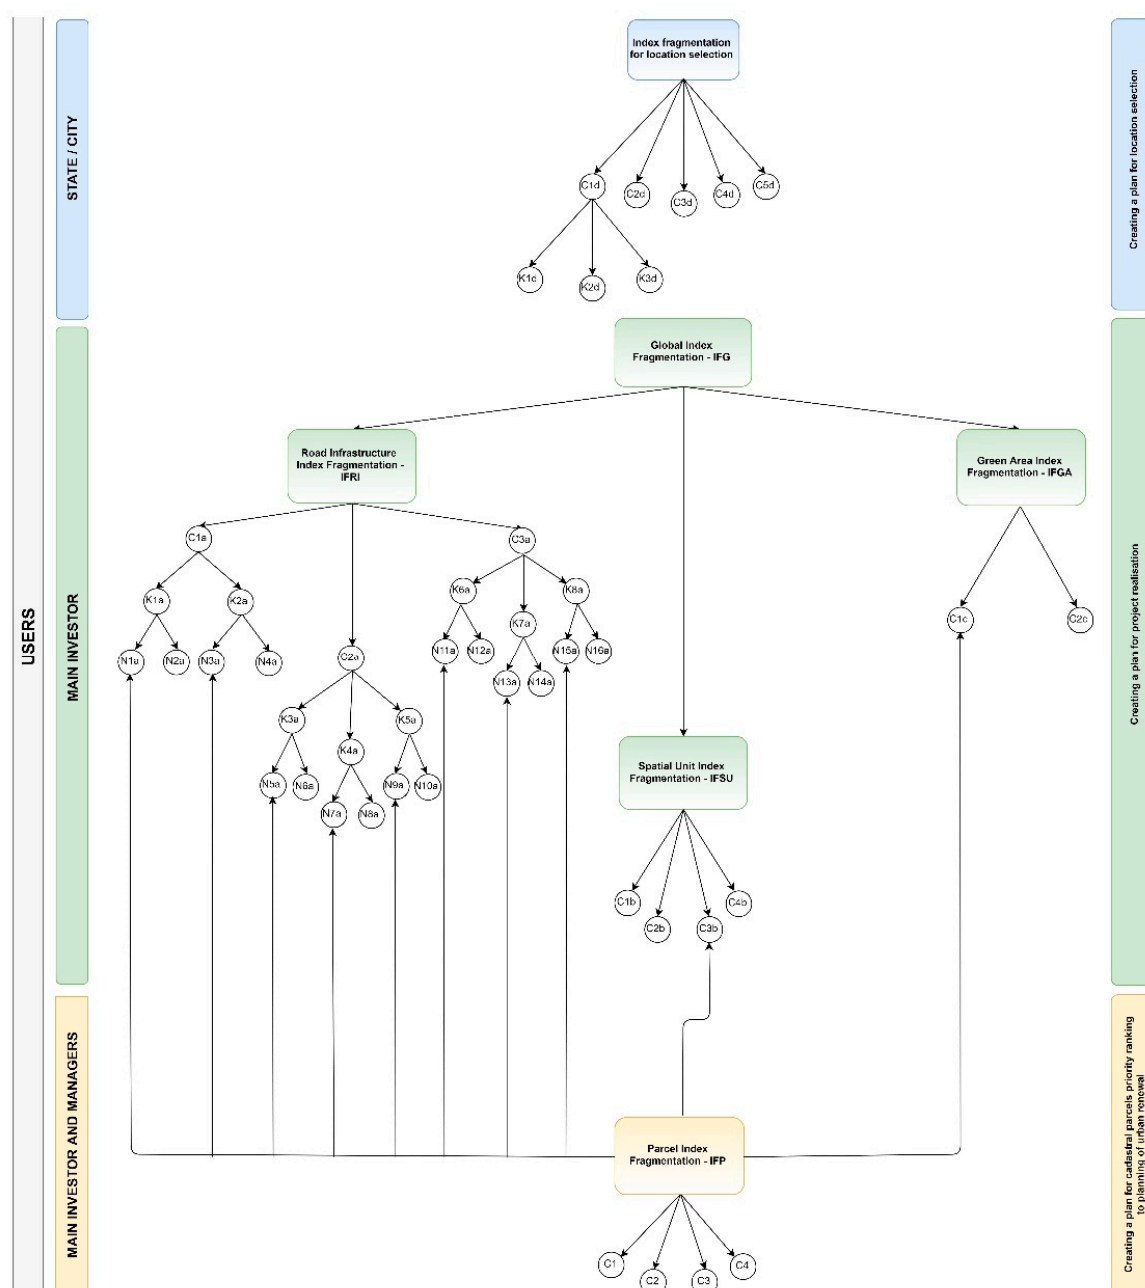 USERS
STATE / CITY
Index fragmentation
for location selection
Creating a plan for location selection
C1d
C2d
C3d
C4d
C5d
K1d
K2d
K3d
MAIN INVESTOR
Global Index
Fragmentation - IFG
Creating a plan for project realisation
Road Infrastructure
Index Fragmentation -
IFRI
Green Area Index
Fragmentation - IFGA
C1a
C3a
K1a
K2a
K6a
K8a
K7a
C1c
C2c
N1a
N2a
N3a
N4a
C2a
N11a
N12a
N15a
N16a
N13a
N14a
K3a
K5a
K4a
Spatial Unit Index
Fragmentation - IFSU
N5a
N6a
N9a
N10a
N7a
N8a
C1b
C4b
C2b
C3b
MAIN INVESTOR AND MANAGERS
Parcel Index
Fragmentation - IFP
Creating a plan for cadastral parcels priority ranking
to planning of urban renewal
C1
C4
C2
C3